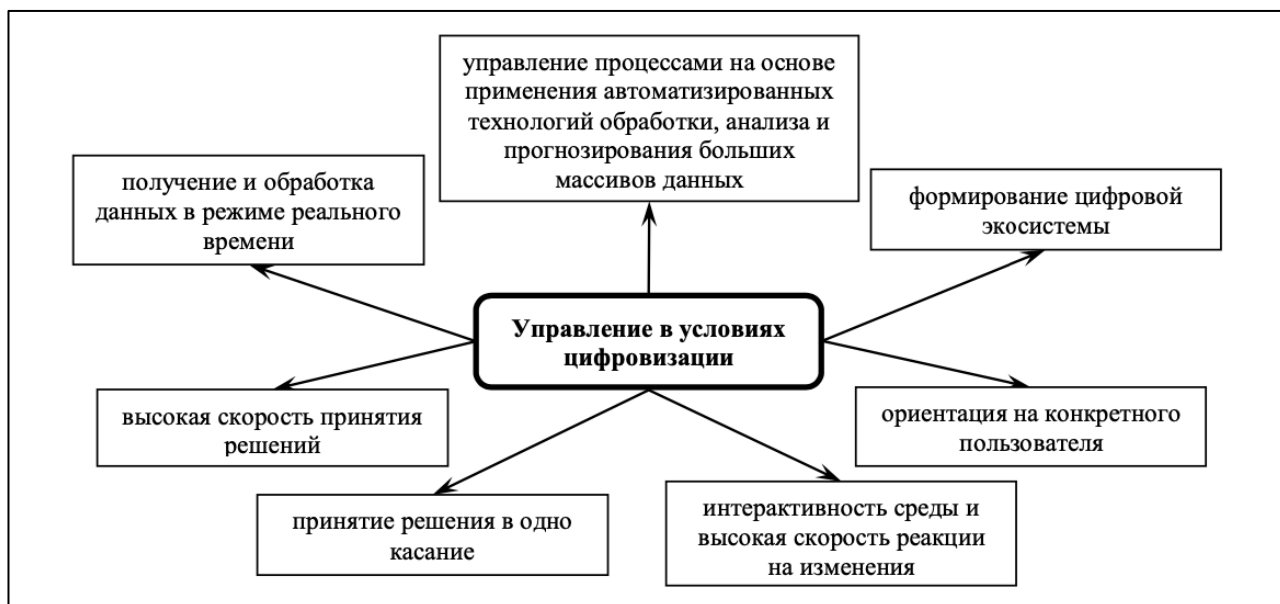 управление процессами на основе
применения автоматизированных
технологий обработки, анализа и
прогнозирования больших
массивов данных
получение и обработка
данных в режиме реального
времени
формирование цифровой
экосистемы
Управление в условиях
цифровизации
высокая скорость принятия
решений
ориентация на конкретного
пользователя
принятие решения в одно
касание
интерактивность среды и
высокая скорость реакции
на изменения